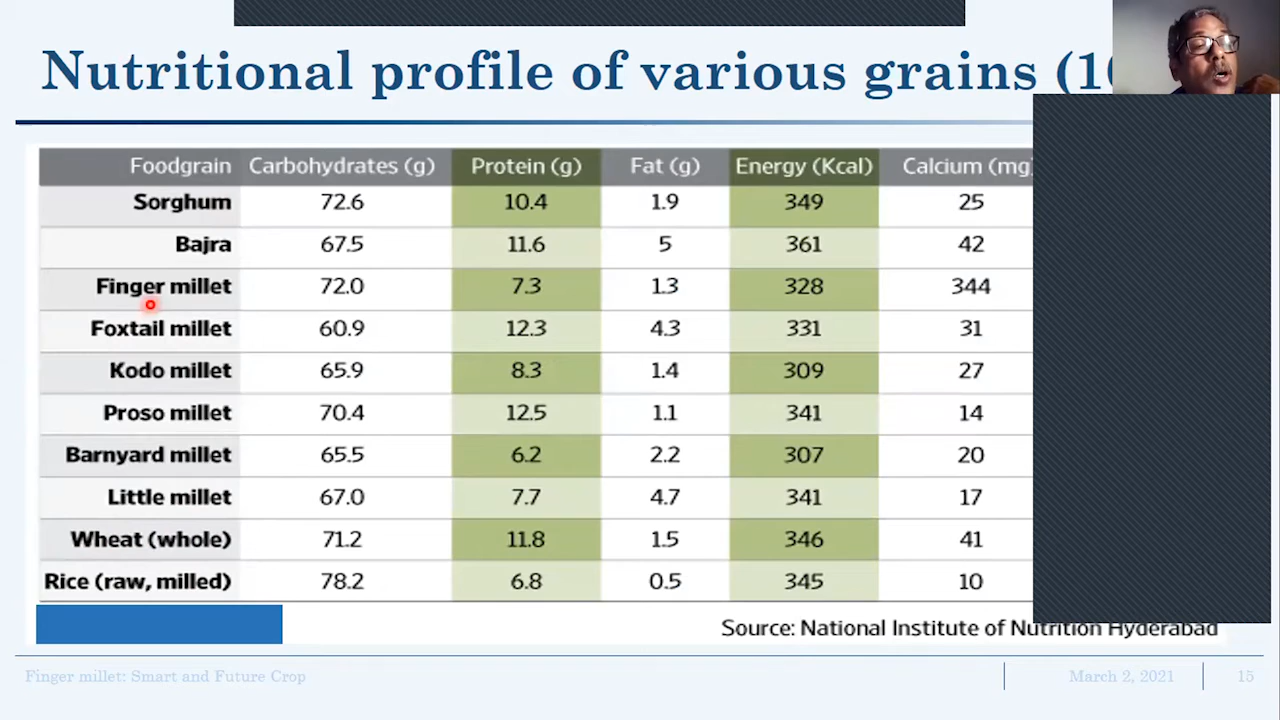 Nutritional profile of various grains
Foodgrain Carbohydrates (g) Protein (g) Fat (g) Energy (Kcal) Calcium (mg)
Sorghum 72.6 10.4 1.9 349 25
Bajra 67.5 11.6 5 361 42
Finger millet 72.0 7.3 1.3 328 344
Foxtail millet 60.9 12.3 4.3 331 31
Kodo millet 65.9 8.3 1.4 309 27
Proso millet 70.4 12.5 1.1 341 14
Barnyard millet 65.5 6.2 2.2 307 20
Little millet 67.0 7.7 4.7 341 17
Wheat (whole) 71.2 11.8 1.5 346 41
Rice (raw, milled) 78.2 6.8 0.5 345 10
Source: National Institute of Nutrition Hyderabad
Finger millet: Smart and Future Crop March 2, 2021 15